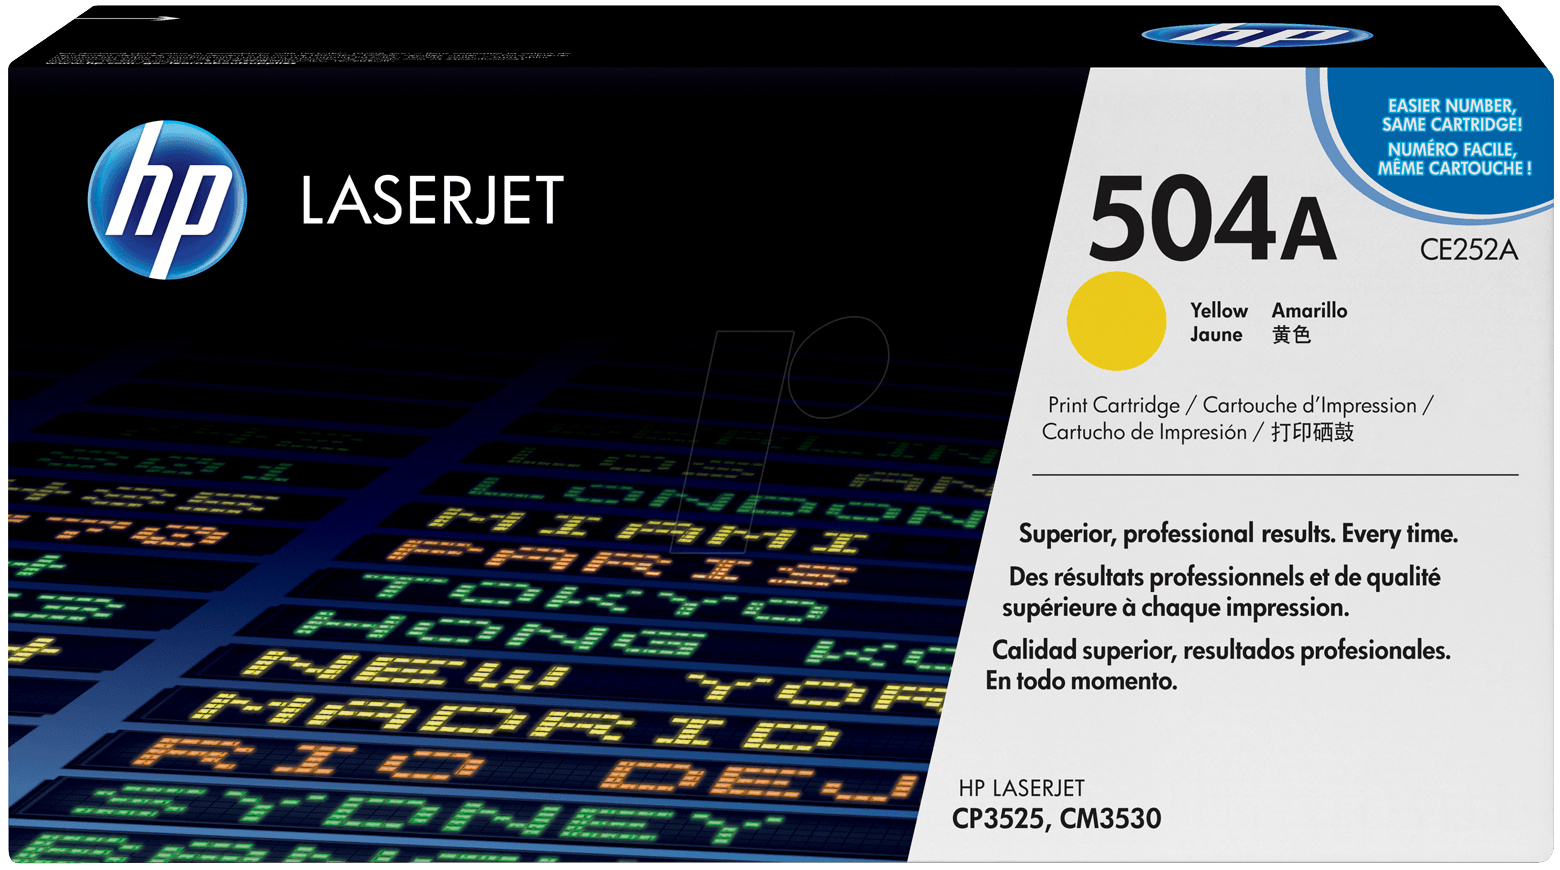 hp
hp
LASERJET
EASIER NUMBER,
SAME CARTRIDGE!
NUMÉRO FACILE,
MÊME CARTOUCHE !
504A
CE252A
Yellow Amarillo
Jaune 黄色
Print Cartridge / Cartouche d’Impression /
Cartucho de Impresión / 打印硒鼓
Superior, professional results. Every time.
Des résultats professionnels et de qualité
supérieure à chaque impression.
Calidad superior, resultados profesionales.
En todo momento.
HP LASERJET
CP3525, CM3530
LOS AN
LONDON
MIAMI
PARIS
TOKYO
HONG KO
NEW YOR
MADRID
RIO DEJ
SYDNEY